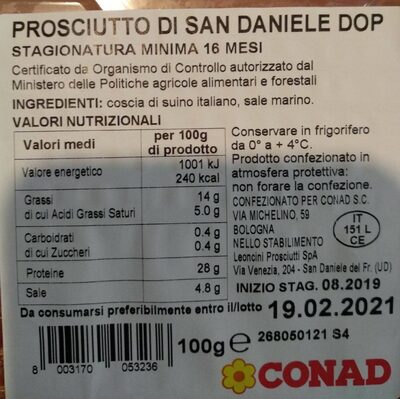 PROSCIUTTO DI SAN DANIELE DOP
STAGIONATURA MINIMA 16 MESI
Certificato da Organismo di Controllo autorizzato dal
Ministero delle Politiche agricole alimentari e forestali
INGREDIENTI: coscia di suino italiano, sale marino.
VALORI NUTRIZIONALI
Valori medi
per 100g
di prodotto
Valore energetico
1001 kJ
240 kcal
Grassi
14 g
di cui Acidi Grassi Saturi
5.0 g
Carboidrati
0.4 g
di cui Zuccheri
0.4 g
Proteine
28 g
Sale
4.8 g
Conservare in frigorifero
da 0° a + 4°C.
Prodotto confezionato in
atmosfera protettiva:
non forare la confezione.
CONFEZIONATO PER CONAD S.C.
VIA MICHELINO, 59
BOLOGNA
NELLO STABILIMENTO
Leoncini Prosciutti SpA
Via Venezia, 204 - San Daniele del Fr. (UD)
IT
151 L
CE
INIZIO STAG. 08.2019
Da consumarsi preferibilmente entro il/lotto 19.02.2021
268050121 S4
100g e
8 003170 053236
CONAD